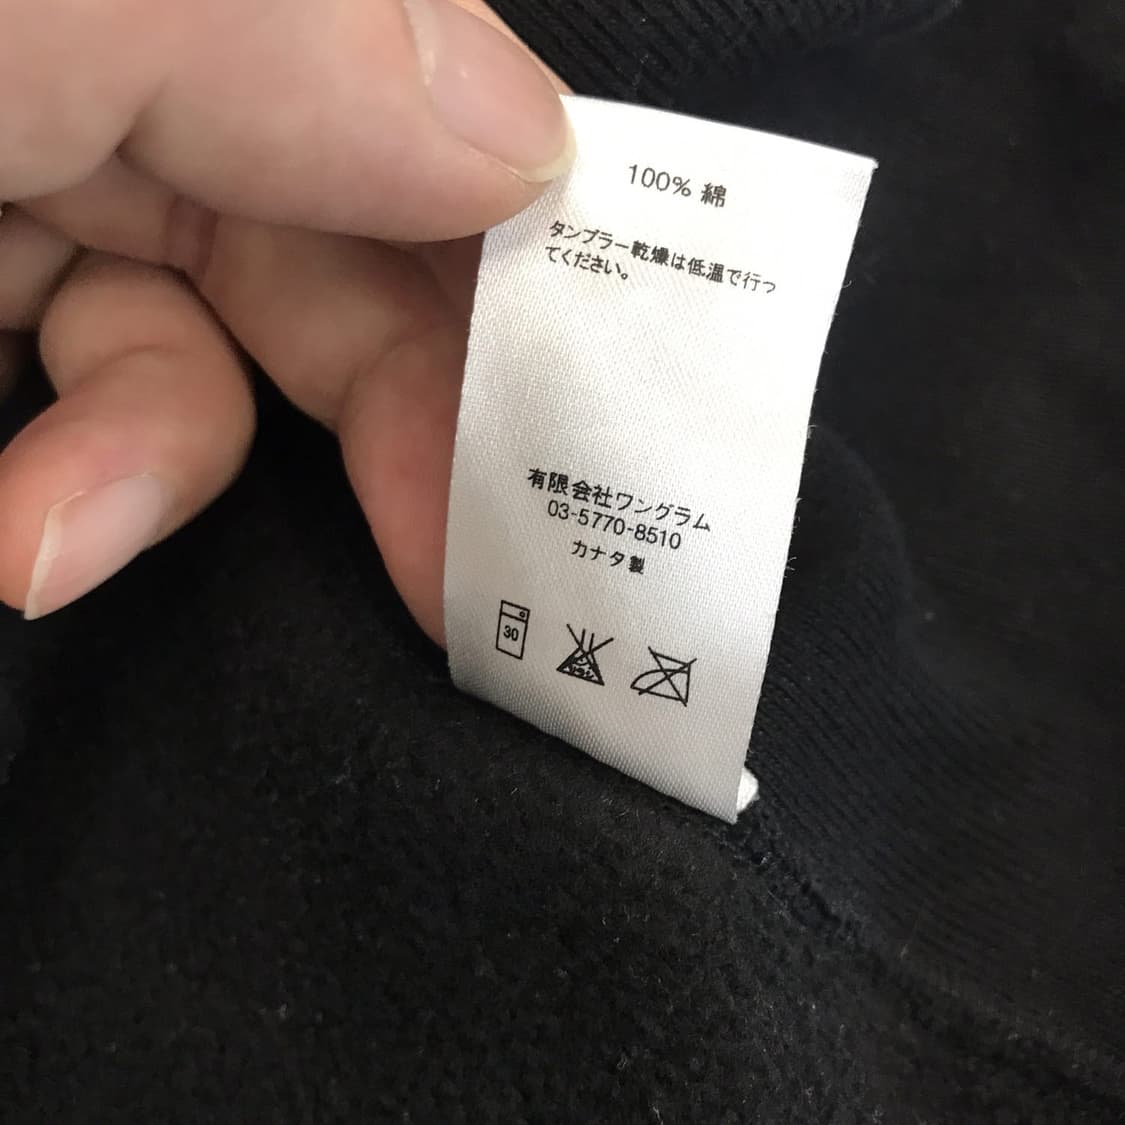 100% 綿
タンブラー乾燥は低温で行っ
てください。
有限会社ワングラム
03-5770-8510
カナタ製
30